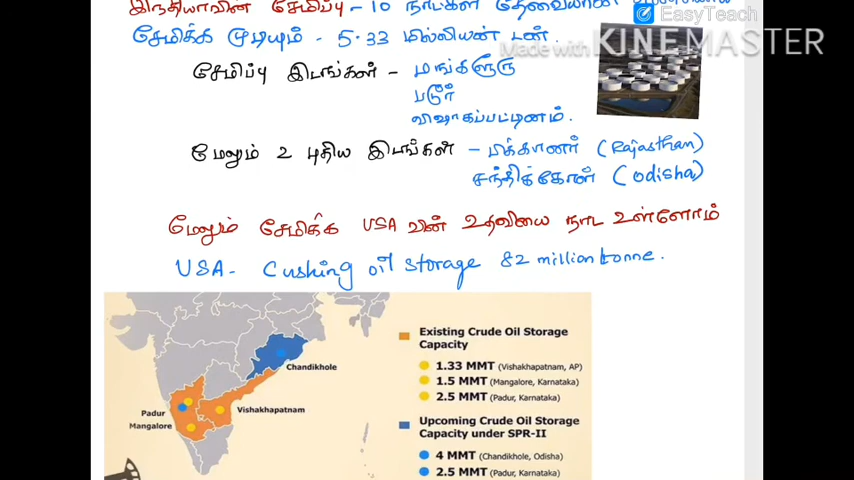 இந்தியாவின் சேமிப்பு - 10 நாட்கள் தேவையான
EasyTeach
சேமிக்க முடியும் - 5.33 மில்லியன் டன்.
Made with KINEMASTER
சேமிப்பு இடங்கள் - மங்களூரு
படூர்
விஷாகப்பட்டினம்.
மேலும் 2 புதிய இடங்கள் - பிக்கானர் (Rajasthan)
சந்திக்கோள் (Odisha)
மேலும் சேமிக்க USA வின் உதவியை நாட உள்ளோம்
USA - Cushing oil storage 82 million tonne.
Existing Crude Oil Storage
Capacity
1.33 MMT (Vishakhapatnam, AP)
1.5 MMT (Mangalore, Karnataka)
2.5 MMT (Padur, Karnataka)
Upcoming Crude Oil Storage
Capacity under SPR-II
4 MMT (Chandikhole, Odisha)
2.5 MMT (Padur, Karnataka)
Chandikhole
Vishakhapatnam
Padur
Mangalore